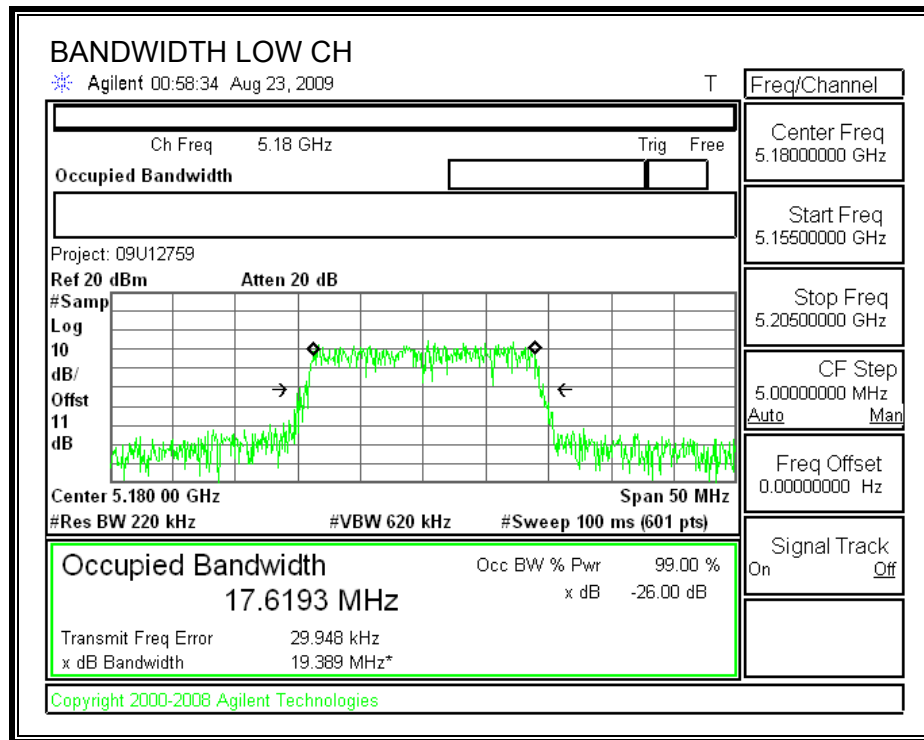 BANDWIDTH LOW CH
Agilent 00:58:34 Aug 23, 2009 T
Freq/Channel
Ch Freq 5.18 GHz Trig Free
Occupied Bandwidth
Center Freq
5.18000000 GHz
Start Freq
5.15500000 GHz
Project: 09U12759
Ref 20 dBm Atten 20 dB
#Samp
Log
10
dB/
Offst
11
dB
Stop Freq
5.20500000 GHz
CF Step
5.00000000 MHz
Auto Man
Freq Offset
0.00000000 Hz
Center 5.180 00 GHz Span 50 MHz
#Res BW 220 kHz #VBW 620 kHz #Sweep 100 ms (601 pts)
Signal Track
On Off
Occupied Bandwidth Occ BW % Pwr 99.00 %
17.6193 MHz x dB -26.00 dB
Transmit Freq Error 29.948 kHz
x dB Bandwidth 19.389 MHz*
Copyright 2000-2008 Agilent Technologies